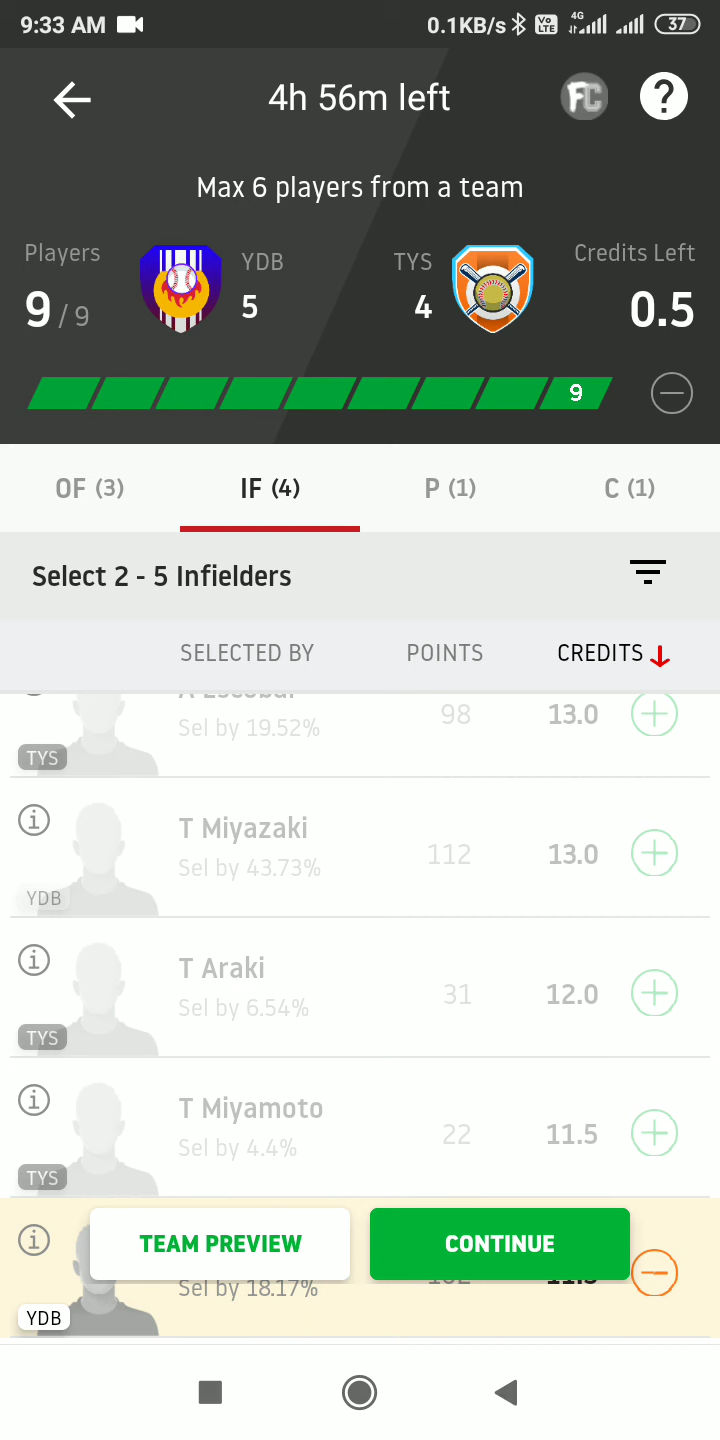 9:33 AM 0.1KB/s Vo LTE 4G 37
4h 56m left FC ?
Max 6 players from a team
Players YDB TYS Credits Left
9 / 9 5 4 0.5
9
OF (3) IF (4) P (1) C (1)
Select 2 - 5 Infielders
SELECTED BY POINTS CREDITS
Sel by 19.52% 98 13.0
TYS
T Miyazaki
Sel by 43.73% 112 13.0
YDB
T Araki
Sel by 6.54% 31 12.0
TYS
T Miyamoto
Sel by 4.4% 22 11.5
TYS
TEAM PREVIEW CONTINUE
Sel by 18.17%
YDB